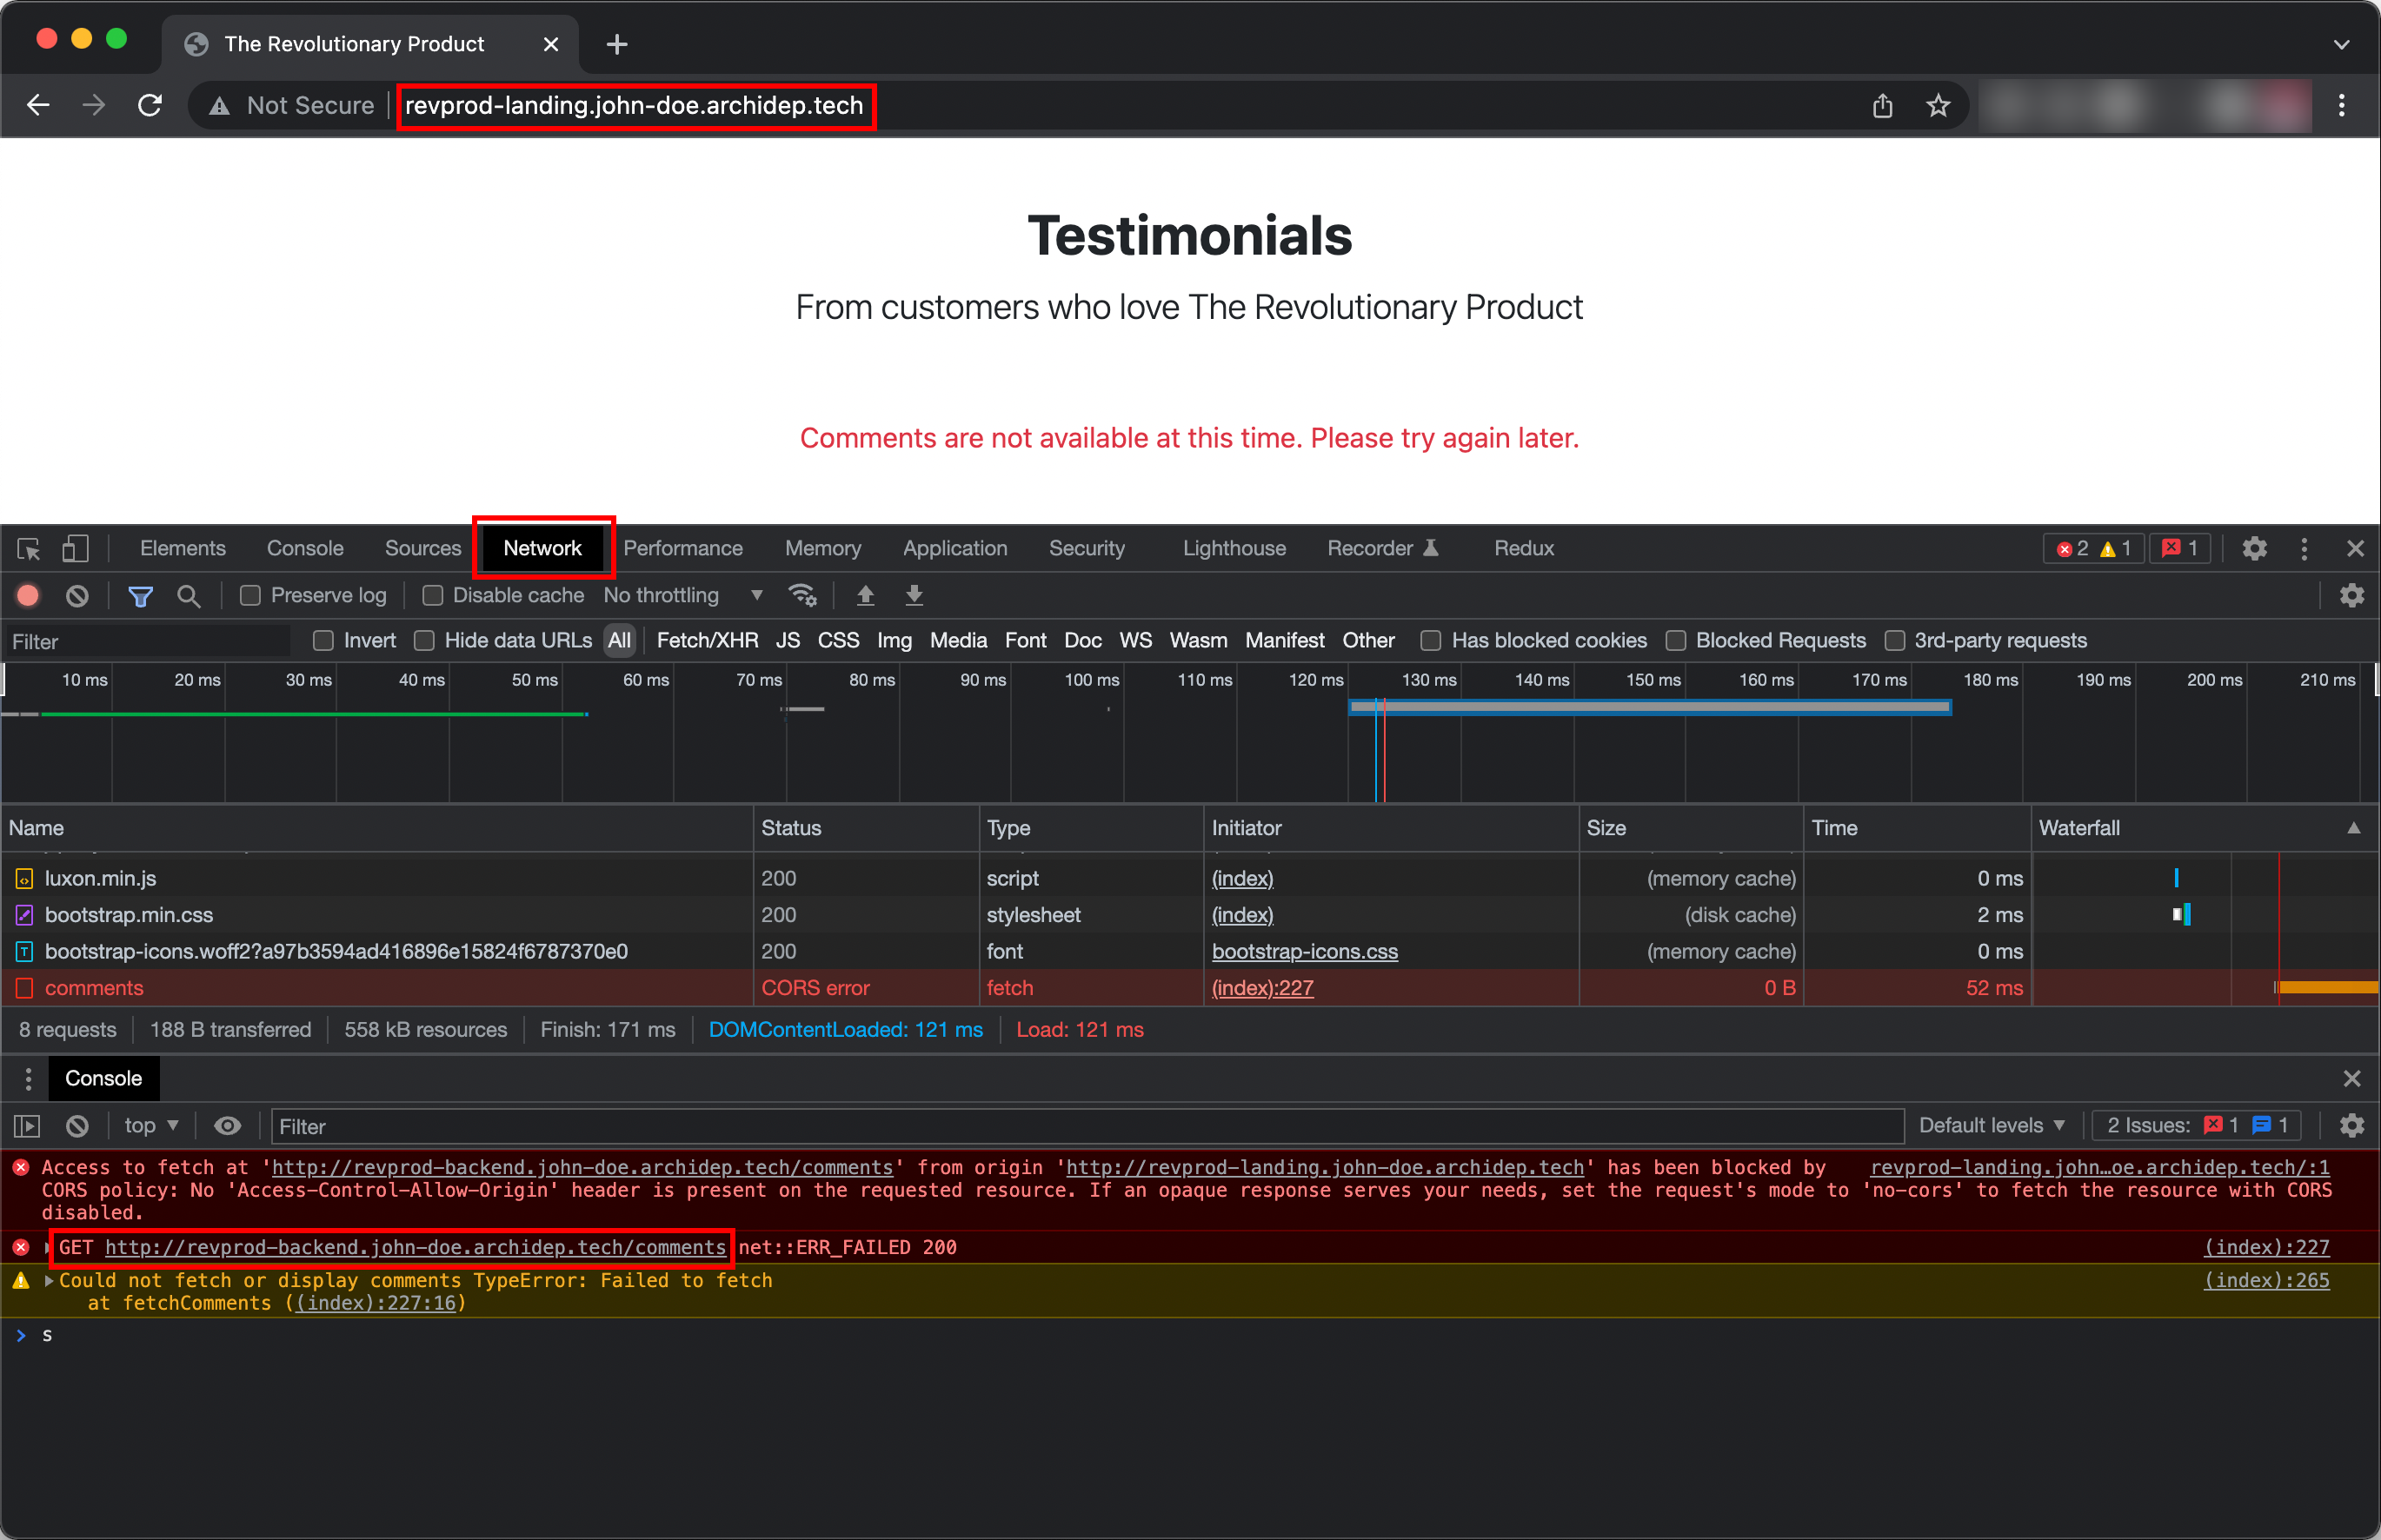 The Revolutionary Product
Not Secure revprod-landing.john-doe.archidep.tech
Testimonials
From customers who love The Revolutionary Product
Comments are not available at this time. Please try again later.
Elements Console Sources Network Performance Memory Application Security Lighthouse Recorder Redux 2 1 1
Preserve log Disable cache No throttling
Filter Invert Hide data URLs All Fetch/XHR JS CSS Img Media Font Doc WS Wasm Manifest Other Has blocked cookies Blocked Requests 3rd-party requests
10 ms 20 ms 30 ms 40 ms 50 ms 60 ms 70 ms 80 ms 90 ms 100 ms 110 ms 120 ms 130 ms 140 ms 150 ms 160 ms 170 ms 180 ms 190 ms 200 ms 210 ms
Name Status Type Initiator Size Time Waterfall
luxon.min.js 200 script (index) (memory cache) 0 ms
bootstrap.min.css 200 stylesheet (index) (disk cache) 2 ms
bootstrap-icons.woff2?a97b3594ad416896e15824f6787370e0 200 font bootstrap-icons.css (memory cache) 0 ms
comments CORS error fetch (index):227 0 B 52 ms
8 requests 188 B transferred 558 kB resources Finish: 171 ms DOMContentLoaded: 121 ms Load: 121 ms
Console
top Filter Default levels 2 Issues: 1 1
Access to fetch at 'http://revprod-backend.john-doe.archidep.tech/comments' from origin 'http://revprod-landing.john-doe.archidep.tech' has been blocked by revprod-landing.john…oe.archidep.tech/:1
CORS policy: No 'Access-Control-Allow-Origin' header is present on the requested resource. If an opaque response serves your needs, set the request's mode to 'no-cors' to fetch the resource with CORS
disabled.
GET http://revprod-backend.john-doe.archidep.tech/comments net::ERR_FAILED 200 (index):227
Could not fetch or display comments TypeError: Failed to fetch (index):265
at fetchComments ((index):227:16)
s